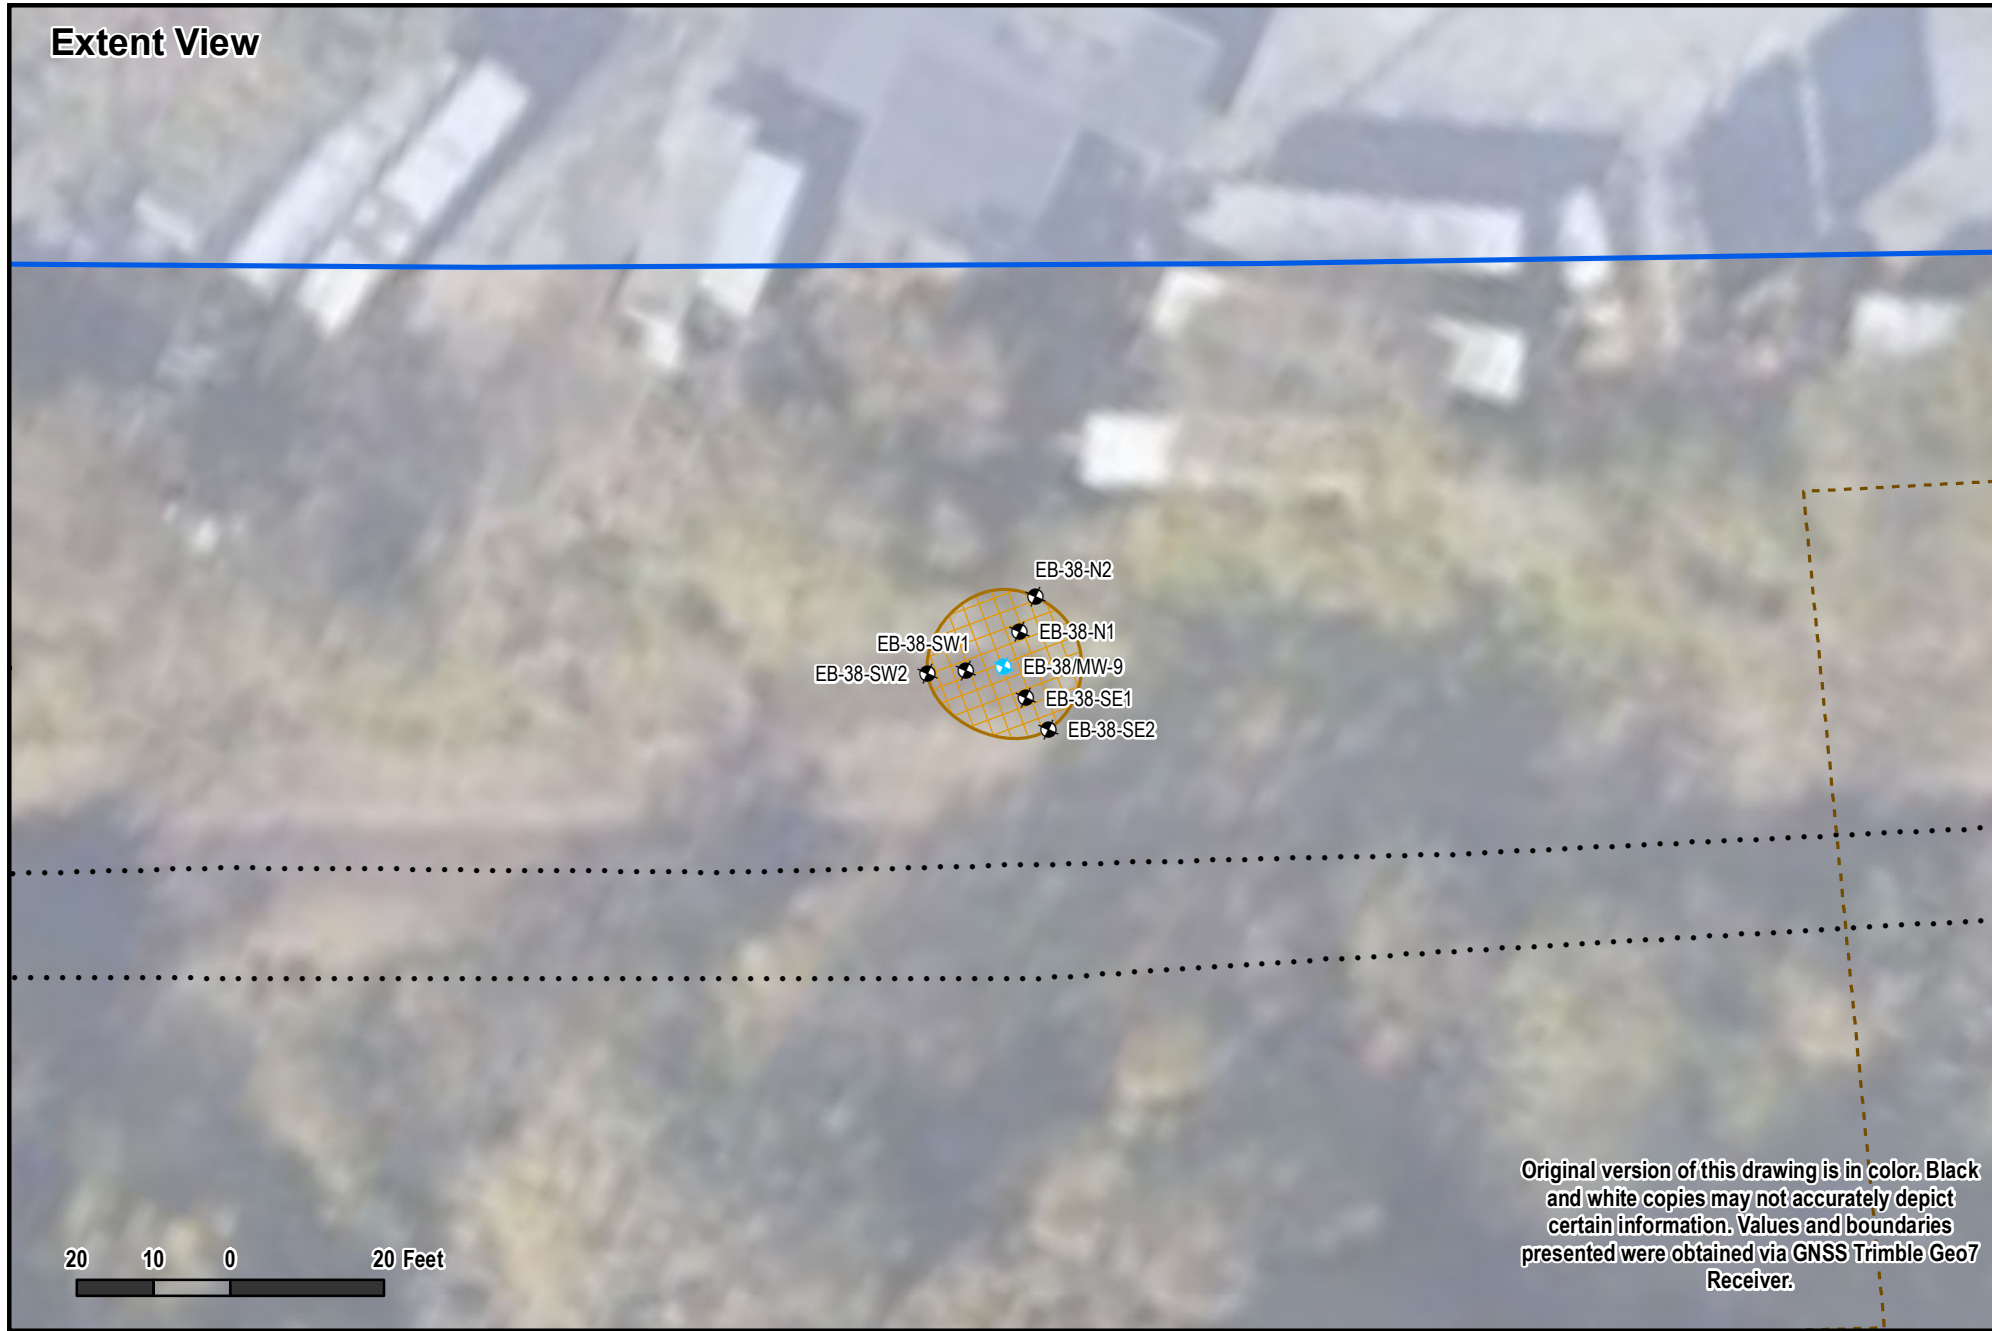 Extent View
EB-38-N2
EB-38-N1
EB-38-SW1
EB-38/MW-9
EB-38-SW2
EB-38-SE1
EB-38-SE2
Original version of this drawing is in color. Black
and white copies may not accurately depict
certain information. Values and boundaries
presented were obtained via GNSS Trimble Geo7
Receiver.
20 10 0 20 Feet